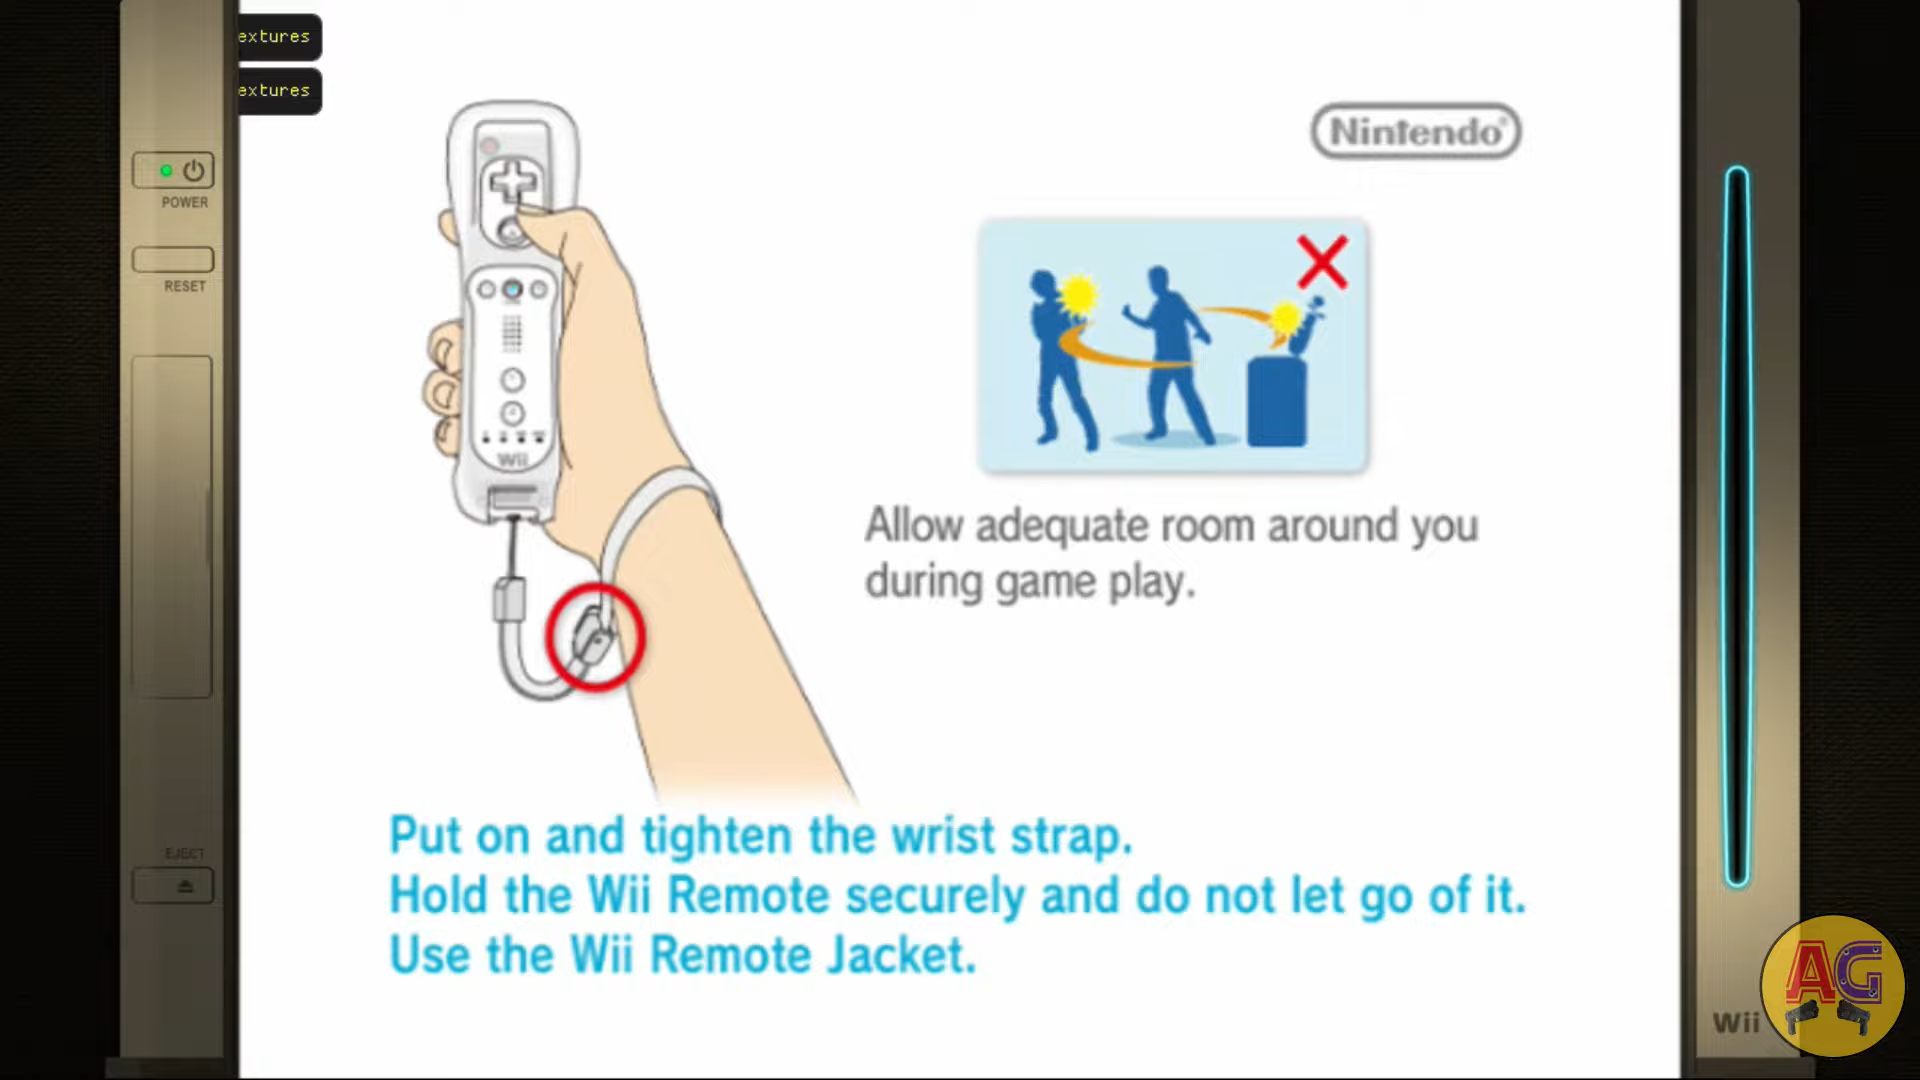 extures
extures
POWER
RESET
EJECT
Nintendo®
Wii
Allow adequate room around you
during game play.
Put on and tighten the wrist strap.
Hold the Wii Remote securely and do not let go of it.
Use the Wii Remote Jacket.
Wii
AG